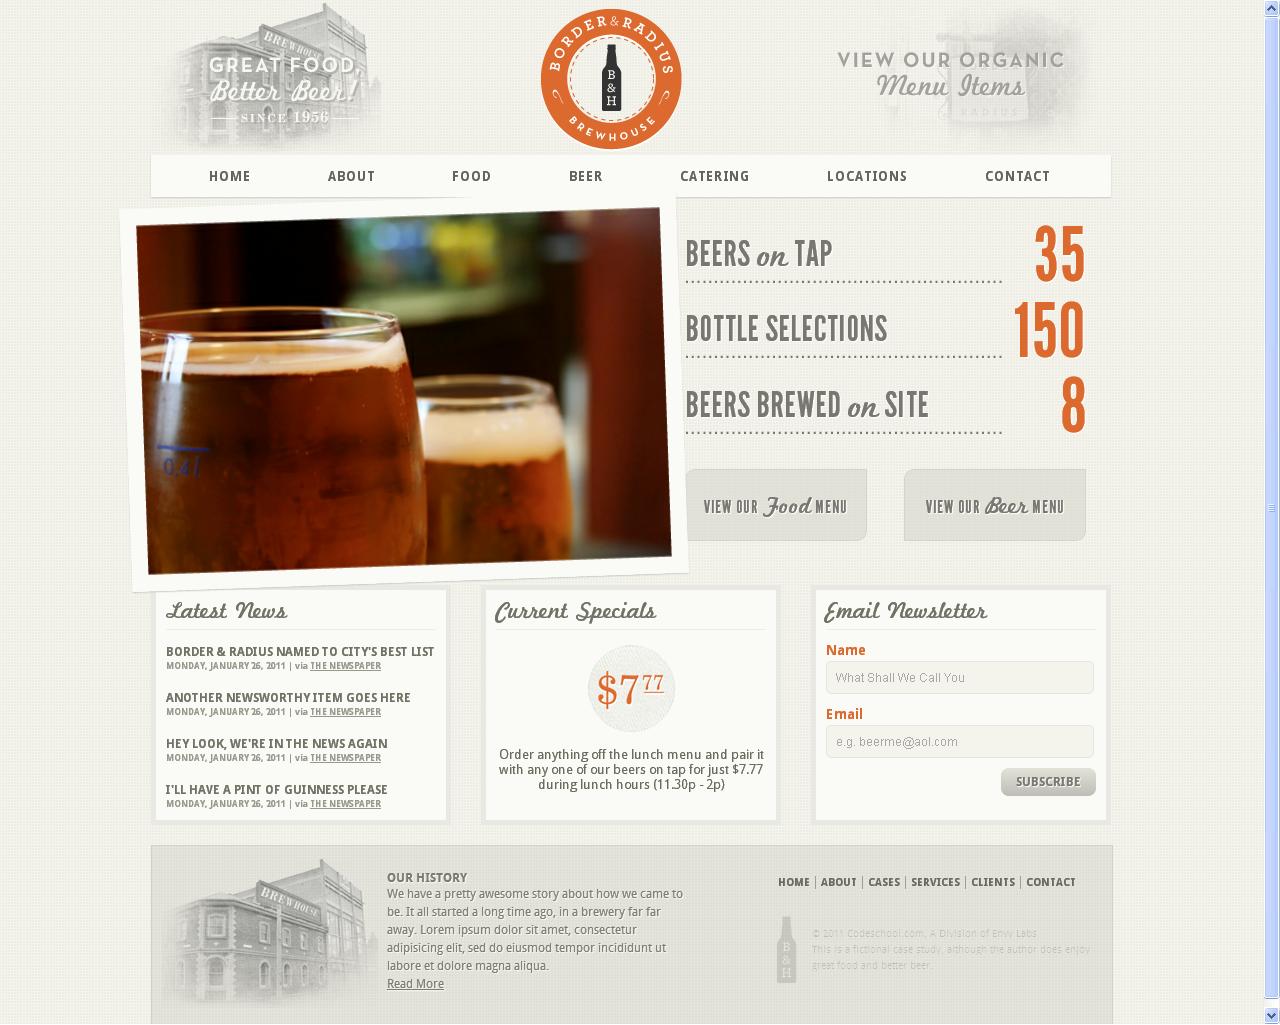 BREWHOUSE
GREAT FOOD,
Better Beer!
SINCE 1956
BORDER & RADIUS
B
&
H
BREWHOUSE
VIEW OUR ORGANIC
Menu Items
RADIUS
HOME ABOUT FOOD BEER CATERING LOCATIONS CONTACT
0,4 l
BEERS on TAP 35
BOTTLE SELECTIONS 150
BEERS BREWED on SITE 8
VIEW OUR Food MENU
VIEW OUR Beer MENU
Latest News
BORDER & RADIUS NAMED TO CITY'S BEST LIST
MONDAY, JANUARY 26, 2011 | via THE NEWSPAPER
ANOTHER NEWSWORTHY ITEM GOES HERE
MONDAY, JANUARY 26, 2011 | via THE NEWSPAPER
HEY LOOK, WE'RE IN THE NEWS AGAIN
MONDAY, JANUARY 26, 2011 | via THE NEWSPAPER
I'LL HAVE A PINT OF GUINNESS PLEASE
MONDAY, JANUARY 26, 2011 | via THE NEWSPAPER
Current Specials
$7 77
Order anything off the lunch menu and pair it
with any one of our beers on tap for just $7.77
during lunch hours (11.30p - 2p)
Email Newsletter
Name
What Shall We Call You
Email
e.g. beerme@aol.com
SUBSCRIBE
BREWHOUSE
OUR HISTORY
We have a pretty awesome story about how we came to
be. It all started a long time ago, in a brewery far far
away. Lorem ipsum dolor sit amet, consectetur
adipisicing elit, sed do eiusmod tempor incididunt ut
labore et dolore magna aliqua.
Read More
HOME | ABOUT | CASES | SERVICES | CLIENTS | CONTACT
B
&
H
© 2011 Codeschool.com, A Division of Envy Labs
This is a fictional case study, although the author does enjoy
great food and better beer.